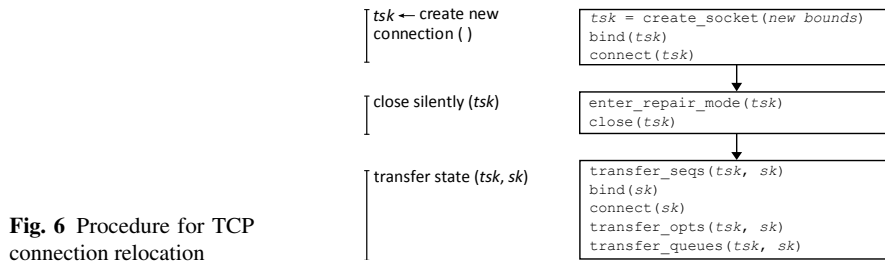 tsk ← create new
connection ( )
tsk = create_socket(new bounds)
bind(tsk)
connect(tsk)
close silently (tsk)
enter_repair_mode(tsk)
close(tsk)
transfer state (tsk, sk)
transfer_seqs(tsk, sk)
bind(sk)
connect(sk)
transfer_opts(tsk, sk)
transfer_queues(tsk, sk)
Fig. 6 Procedure for TCP
connection relocation